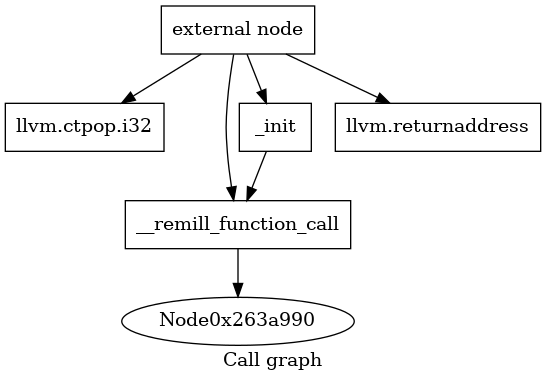 external node
llvm.ctpop.i32
_init
llvm.returnaddress
__remill_function_call
Node0x263a990
Call graph